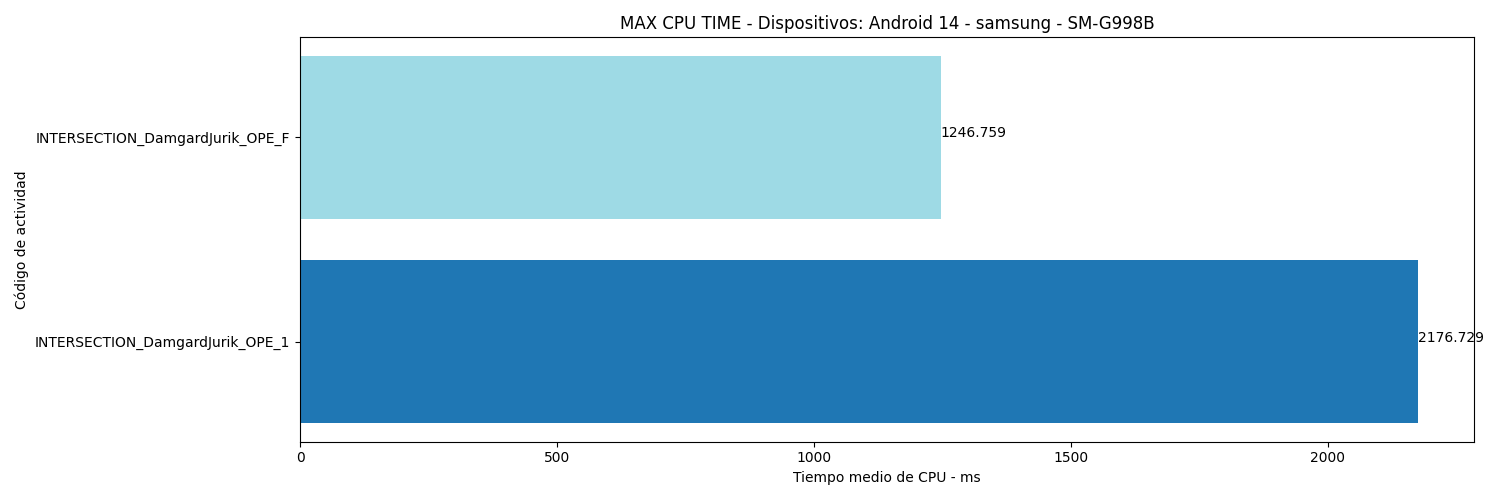 MAX CPU TIME - Dispositivos: Android 14 - samsung - SM-G998B
Código de actividad
INTERSECTION_DamgardJurik_OPE_F
1246.759
INTERSECTION_DamgardJurik_OPE_1
2176.729
0 500 1000 1500 2000
Tiempo medio de CPU - ms